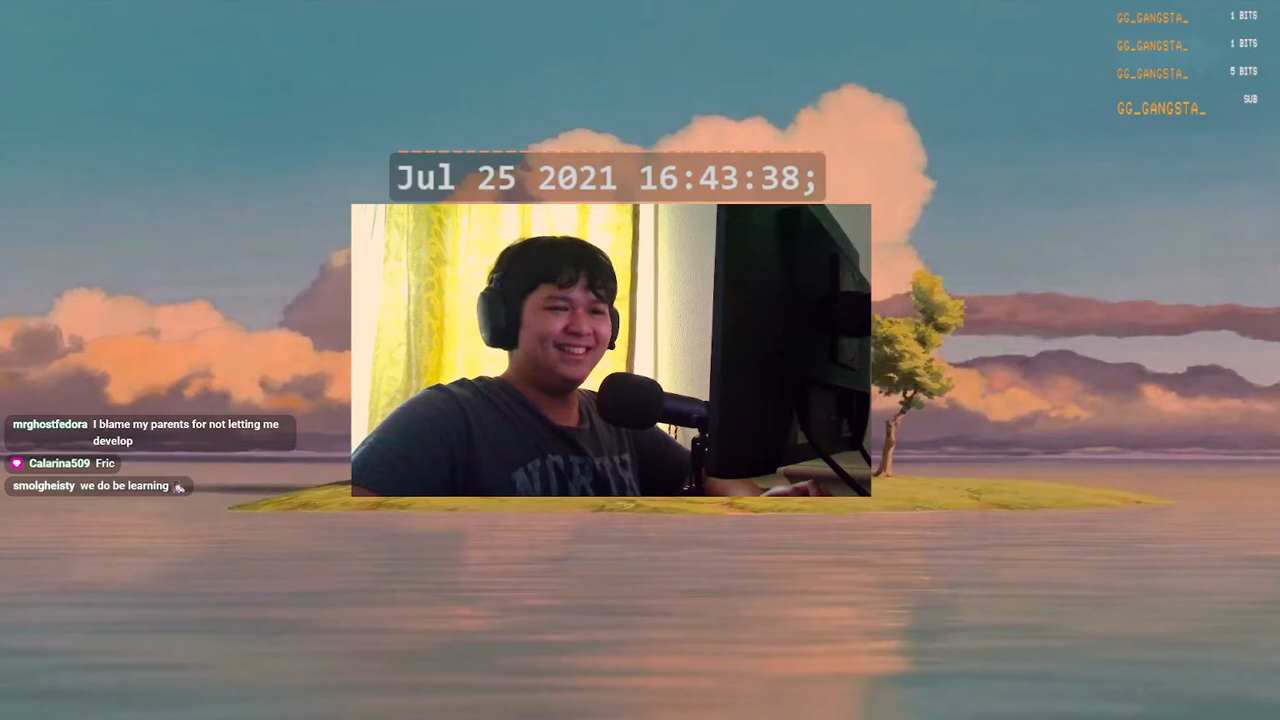 GG_GANGSTA_ 1 BITS
GG_GANGSTA_ 1 BITS
GG_GANGSTA_ 5 BITS
GG_GANGSTA_ SUB
Jul 25 2021 16:43:38;
NORTH
mrghostfedora I blame my parents for not letting me
develop
Calarina509 Fric
smolgheisty we do be learning